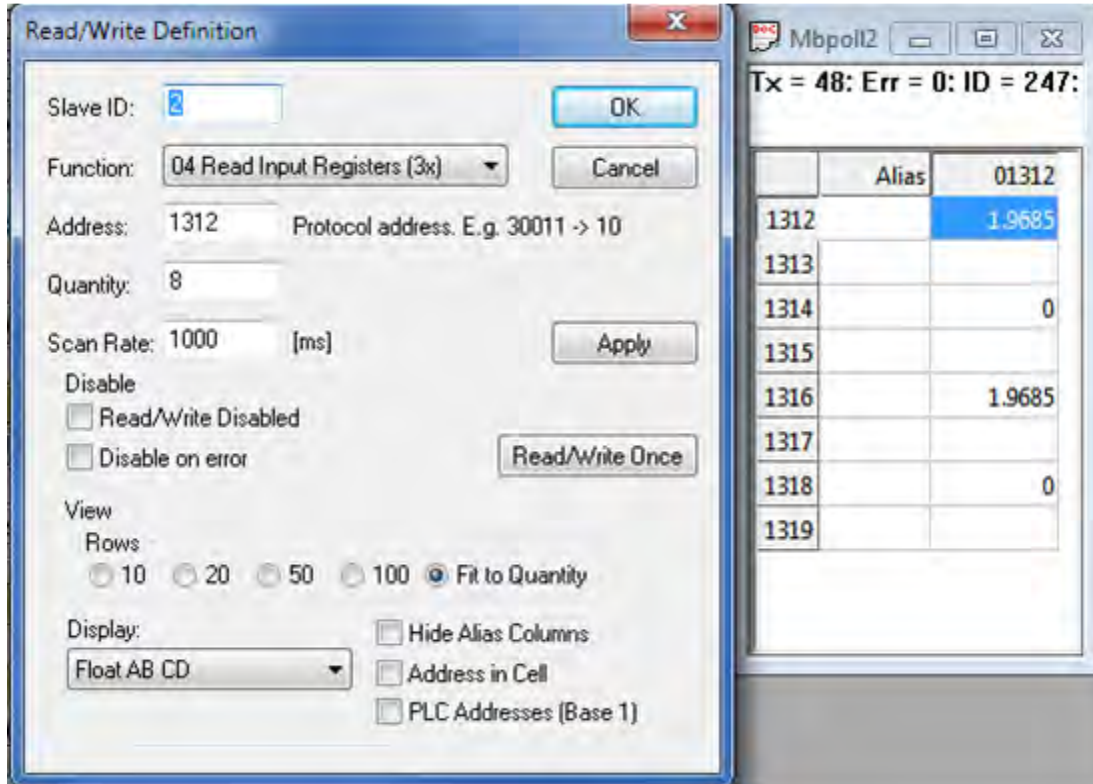 Read/Write Definition
Slave ID: 2
OK
Function: 04 Read Input Registers (3x)
Cancel
Address: 1312 Protocol address. E.g. 30011 -> 10
Quantity: 8
Scan Rate: 1000 [ms]
Apply
Disable
Read/Write Disabled
Disable on error
Read/Write Once
View
Rows
10 20 50 100 Fit to Quantity
Display:
Hide Alias Columns
Float AB CD
Address in Cell
PLC Addresses (Base 1)
DOC
Mbpoll2
Tx = 48: Err = 0: ID = 247:
Alias 01312
1312 1.9685
1313
1314 0
1315
1316 1.9685
1317
1318 0
1319